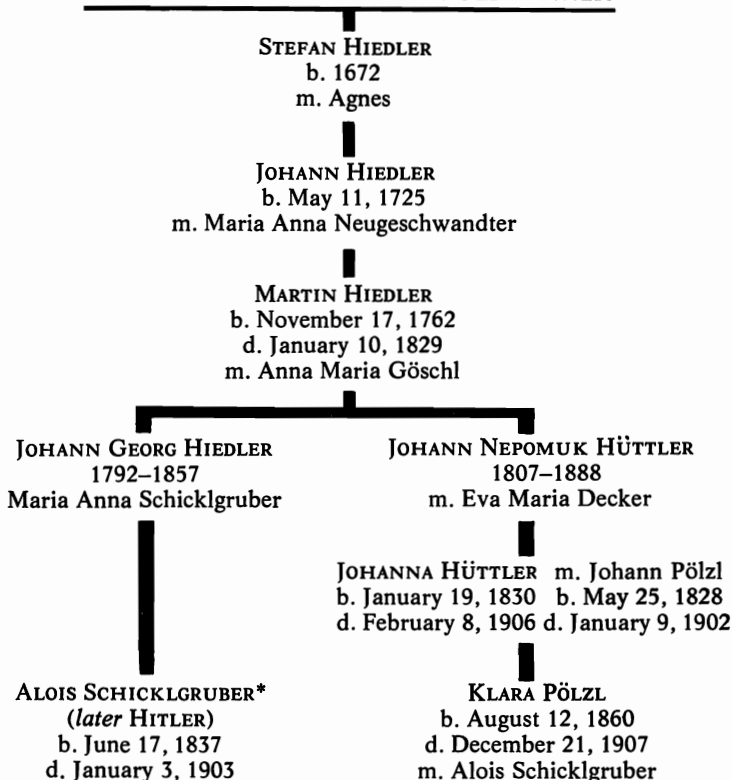 STEFAN HIEDLER
b. 1672
m. Agnes
JOHANN HIEDLER
b. May 11, 1725
m. Maria Anna Neugeschwandter
MARTIN HIEDLER
b. November 17, 1762
d. January 10, 1829
m. Anna Maria Göschl
JOHANN GEORG HIEDLER
1792–1857
Maria Anna Schicklgruber
JOHANN NEPOMUK HÜTTLER
1807–1888
m. Eva Maria Decker
JOHANNA HÜTTLER m. Johann Pölzl
b. January 19, 1830 b. May 25, 1828
d. February 8, 1906 d. January 9, 1902
ALOIS SCHICKLGRUBER*
(later HITLER)
b. June 17, 1837
d. January 3, 1903
KLARA PÖLZL
b. August 12, 1860
d. December 21, 1907
m. Alois Schicklgruber